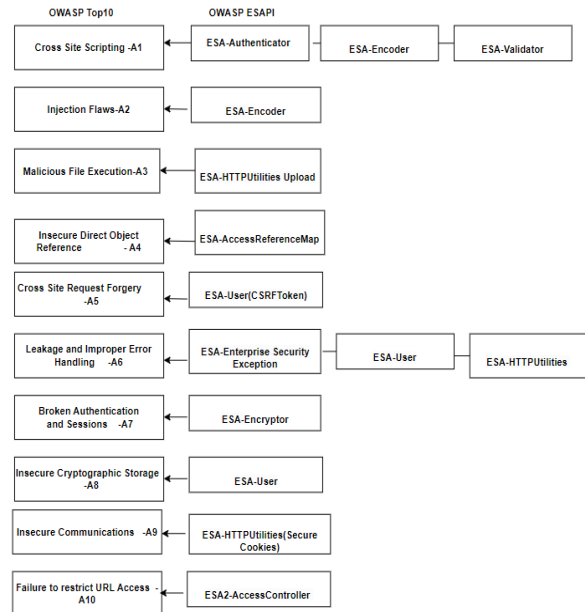 OWASP Top10 OWASP ESAPI
Cross Site Scripting -A1
ESA-Authenticator
ESA-Encoder
ESA-Validator
Injection Flaws-A2
ESA-Encoder
Malicious File Execution-A3
ESA-HTTPUtilities Upload
Insecure Direct Object
Reference - A4
ESA-AccessReferenceMap
Cross Site Request Forgery
-A5
ESA-User(CSRFToken)
Leakage and Improper Error
Handling -A6
ESA-Enterprise Security
Exception
ESA-User
ESA-HTTPUtilities
Broken Authentication
and Sessions -A7
ESA-Encryptor
Insecure Cryptographic Storage
-A8
ESA-User
Insecure Communications -A9
ESA-HTTPUtilities(Secure
Cookies)
Failure to restrict URL Access -
A10
ESA2-AccessController